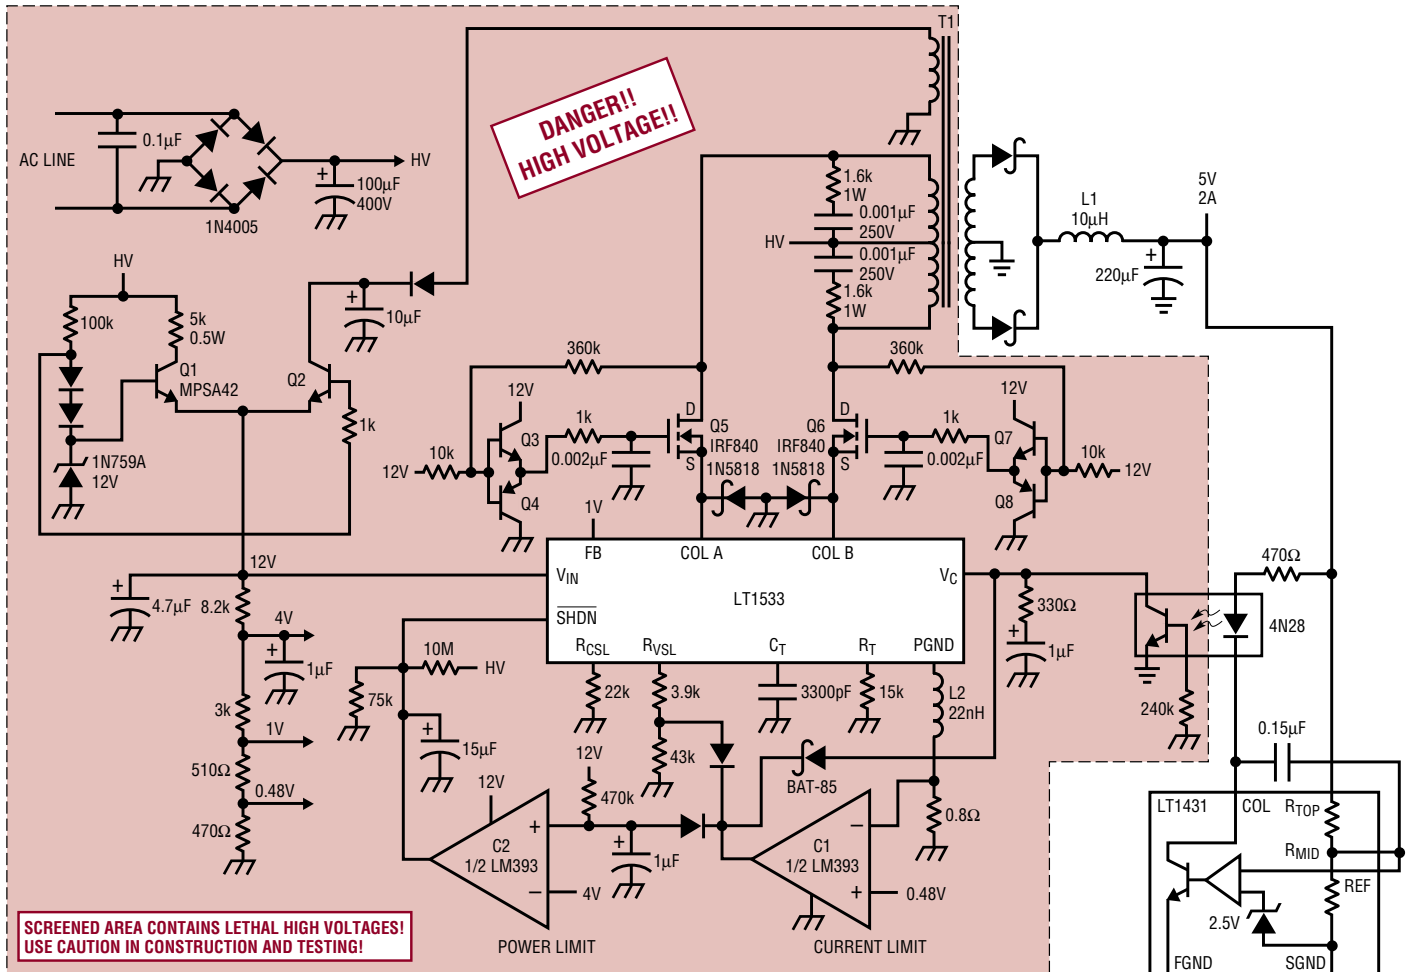 T1
DANGER!!
HIGH VOLTAGE!!
AC LINE
0.1µF
HV
+
100µF
400V
1N4005
1.6k
1W
0.001µF
250V
HV
0.001µF
250V
1.6k
1W
L1
10µH
5V
2A
+
220µF
HV
100k
5k
0.5W
+
10µF
Q1
MPSA42
Q2
1k
1N759A
12V
360k
360k
12V
12V
Q3
1k
D
Q5
IRF840
S
D
Q6
IRF840
S
1k
Q7
10k
12V
0.002µF
1N5818
1N5818
0.002µF
10k
12V
Q4
Q8
1V
FB
COL A
COL B
VIN
VC
LT1533
SHDN
RCSL
RVSL
CT
RT
PGND
12V
+
4.7µF
8.2k
4V
+
1µF
3k
1V
510Ω
0.48V
470Ω
10M
HV
75k
+
15µF
22k
3.9k
43k
3300pF
15k
L2
22nH
330Ω
+
1µF
470Ω
4N28
240k
0.15µF
12V
470k
12V
BAT-85
0.8Ω
+
C2
1/2 LM393
−
4V
+
1µF
−
C1
1/2 LM393
+
0.48V
POWER LIMIT
CURRENT LIMIT
LT1431
COL
RTOP
RMID
REF
2.5V
FGND
SGND
SCREENED AREA CONTAINS LETHAL HIGH VOLTAGES!
USE CAUTION IN CONSTRUCTION AND TESTING!